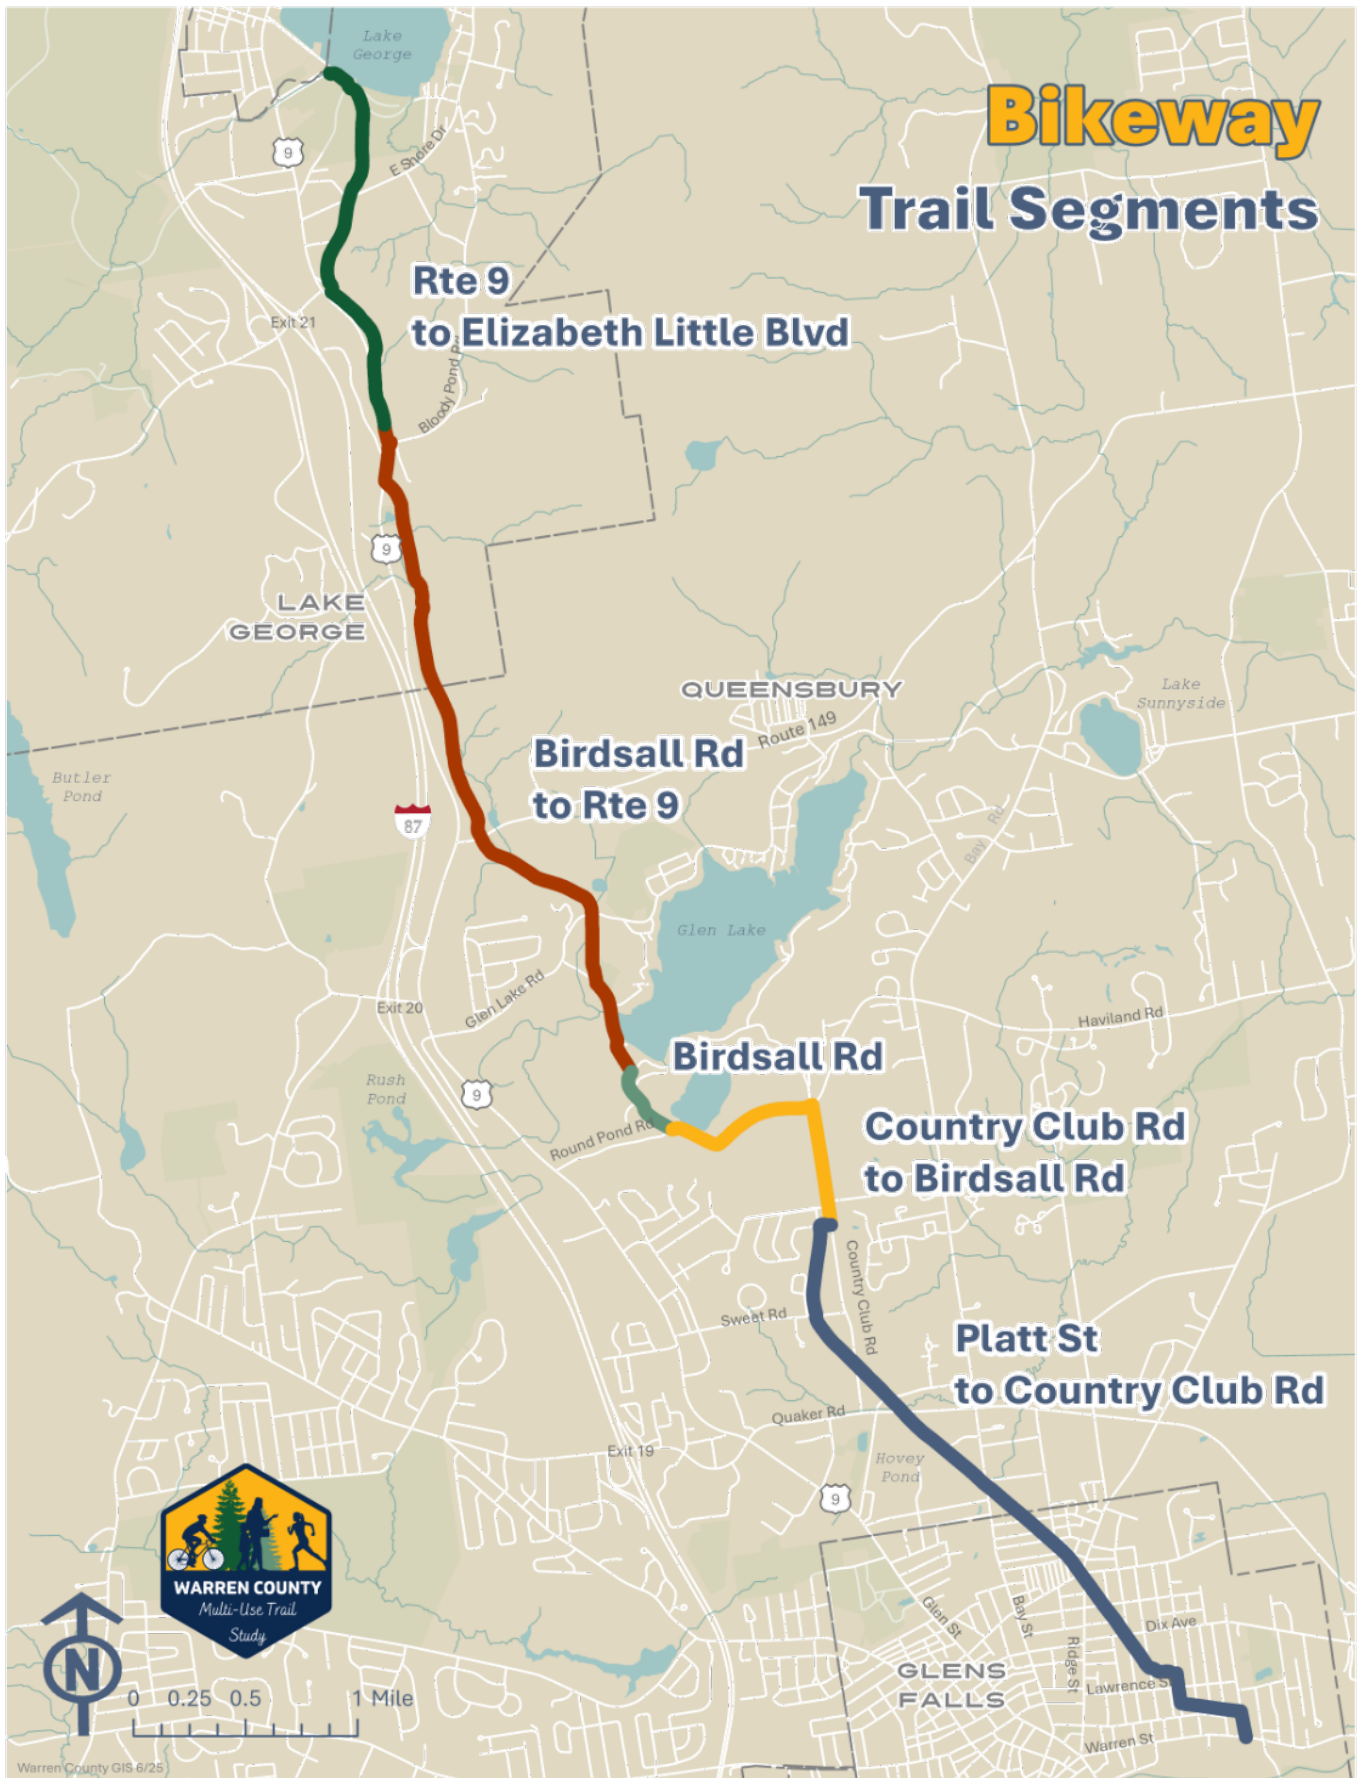 Lake
George
Bikeway
Trail Segments
9
E Shore Dr
Rte 9
to Elizabeth Little Blvd
Exit 21
Bloody Pond Rd
9
LAKE
GEORGE
QUEENSBURY
Route 149
Lake
Sunnyside
Birdsall Rd
to Rte 9
Butler
Pond
87
Bay Rd
Glen Lake
Glen Lake Rd
Exit 20
Haviland Rd
Birdsall Rd
Rush
Pond
9
Round Pond Rd
Country Club Rd
to Birdsall Rd
Country Club Rd
Sweet Rd
Platt St
to Country Club Rd
Quaker Rd
Exit 19
Hovey
Pond
9
WARREN COUNTY
Multi-Use Trail
Study
Glen St
Bay St
Ridge St
Dix Ave
GLENS
FALLS
Lawrence St
Warren St
N
0 0.25 0.5 1 Mile
Warren County GIS 6/25